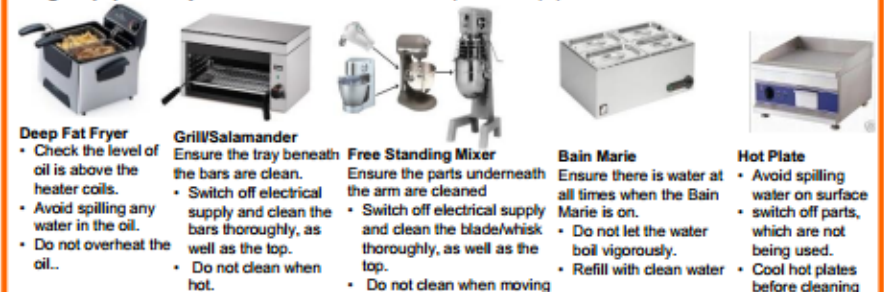 Deep Fat Fryer
• Check the level of
oil is above the
heater coils.
• Avoid spilling any
water in the oil.
• Do not overheat the
oil..
Grill/Salamander
Ensure the tray beneath
the bars are clean.
• Switch off electrical
supply and clean the
bars thoroughly, as
well as the top.
• Do not clean when
hot.
Free Standing Mixer
Ensure the parts underneath
the arm are cleaned
• Switch off electrical supply
and clean the blade/whisk
thoroughly, as well as the
top.
• Do not clean when moving
Bain Marie
Ensure there is water at
all times when the Bain
Marie is on.
• Do not let the water
boil vigorously.
• Refill with clean water
Hot Plate
• Avoid spilling
water on surface
• switch off parts,
which are not
being used.
• Cool hot plates
before cleaning